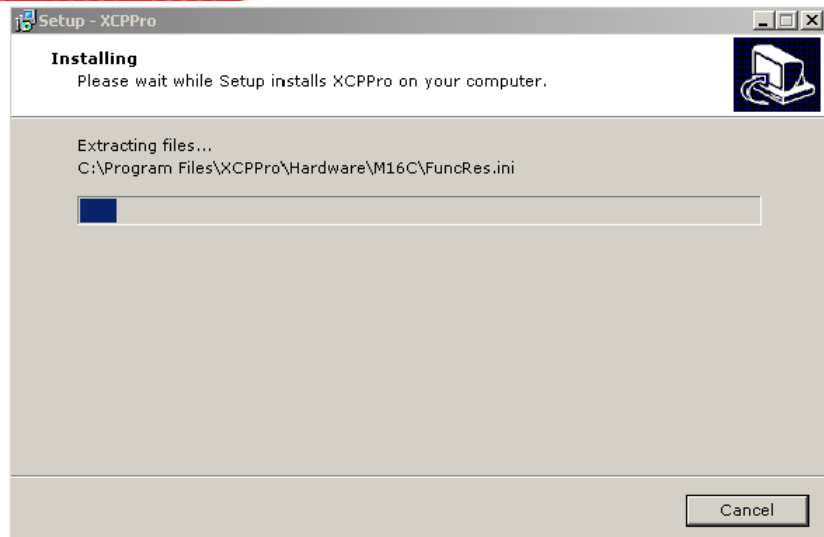 Setup - XCPPro
Installing
Please wait while Setup installs XCPPro on your computer.
Extracting files...
C:\Program Files\XCPPro\Hardware\M16C\FuncRes.ini
Cancel